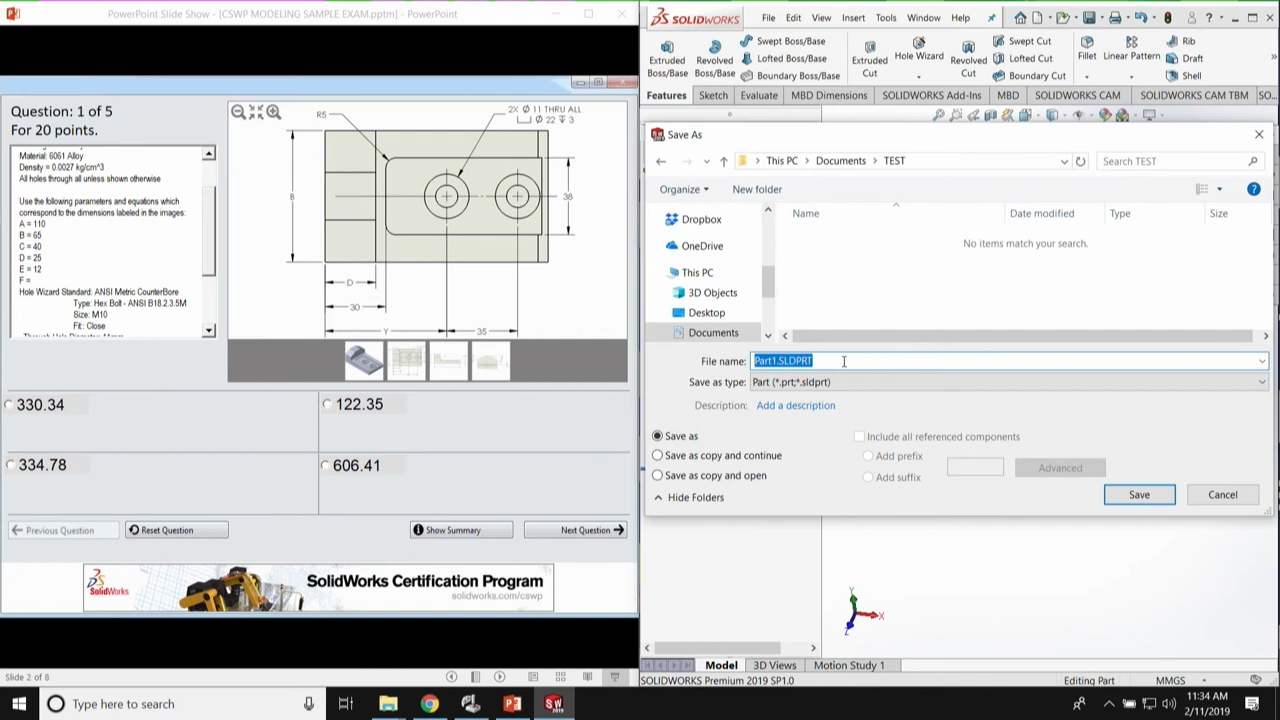 PowerPoint Slide Show - [CSWP MODELING SAMPLE EXAM.pptm] - PowerPoint
Question: 1 of 5
For 20 points.
Material: 6061 Alloy
Density = 0.0027 kg/cm^3
All holes through all unless shown otherwise
Use the following parameters and equations which
correspond to the dimensions labeled in the images:
A = 110
B = 65
C = 40
D = 25
E = 12
F =
Hole Wizard Standard: ANSI Metric CounterBore
Type: Hex Bolt - ANSI B18.2.3.5M
Size: M10
Fit: Close
R5
2X Ø 11 THRU ALL
⌴ Ø 22 ↧ 3
B
38
D
30
Y
35
330.34
122.35
334.78
606.41
Previous Question
Reset Question
Show Summary
Next Question
SolidWorks
SolidWorks Certification Program
solidworks.com/cswp
Slide 2 of 8
SOLIDWORKS
File Edit View Insert Tools Window Help
Extruded Boss/Base
Revolved Boss/Base
Swept Boss/Base
Lofted Boss/Base
Boundary Boss/Base
Extruded Cut
Hole Wizard
Revolved Cut
Swept Cut
Lofted Cut
Boundary Cut
Fillet
Linear Pattern
Rib
Draft
Shell
Features Sketch Evaluate MBD Dimensions SOLIDWORKS Add-Ins MBD SOLIDWORKS CAM SOLIDWORKS CAM TBM SO...
Save As
This PC > Documents > TEST
Search TEST
Organize
New folder
Name Date modified Type Size
No items match your search.
Dropbox
OneDrive
This PC
3D Objects
Desktop
Documents
File name: Part1.SLDPRT
Save as type: Part (*.prt;*.sldprt)
Description: Add a description
Save as
Save as copy and continue
Save as copy and open
Include all referenced components
Add prefix
Add suffix
Advanced
Hide Folders
Save
Cancel
Y
X
Z
Model 3D Views Motion Study 1
SOLIDWORKS Premium 2019 SP1.0
Editing Part
MMGS
Type here to search
11:34 AM
2/11/2019